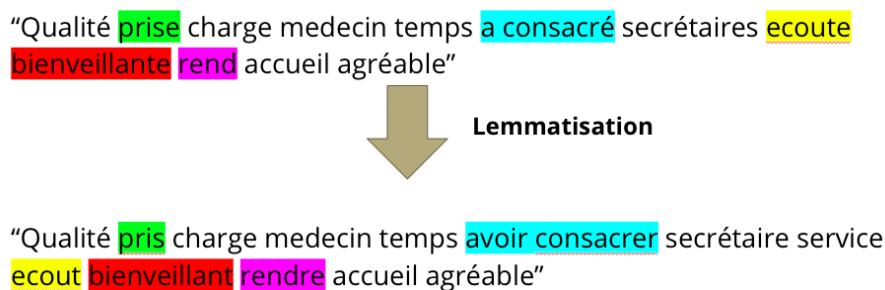 “Qualité prise charge medecin temps a consacré secrétaires ecoute
bienveillante rend accueil agréable”
Lemmatisation
“Qualité pris charge medecin temps avoir consacrer secrétaire service
ecout bienveillant rendre accueil agréable”